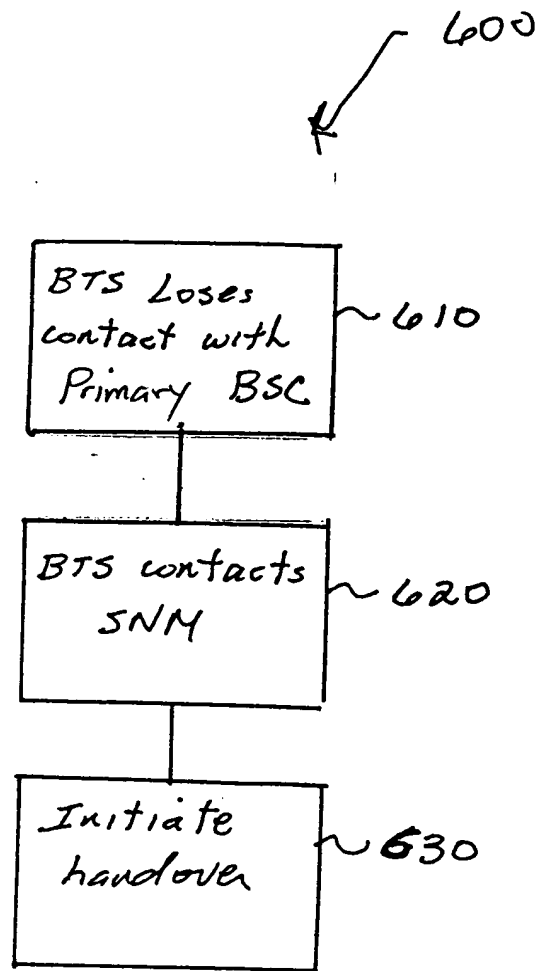 600
BTS Loses
contact with
Primary BSC
610
BTS contacts
SNM
620
Initiate
handover
630